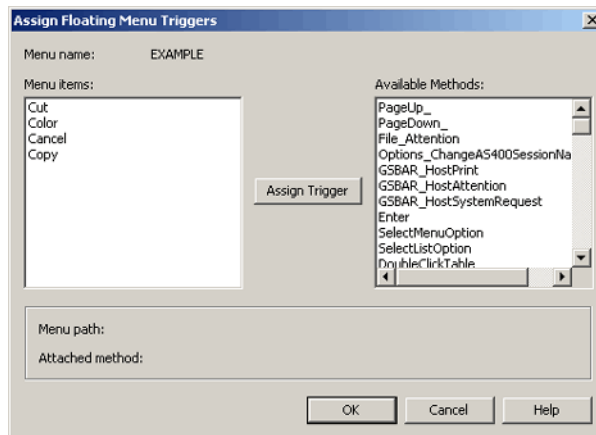 Assign Floating Menu Triggers
Menu name: EXAMPLE
Menu items:
Cut
Color
Cancel
Copy
Assign Trigger
Available Methods:
PageUp_
PageDown_
File_Attention
Options_ChangeAS400SessionNa
GSBAR_HostPrint
GSBAR_HostAttention
GSBAR_HostSystemRequest
Enter
SelectMenuOption
SelectListOption
DoubleClickTable
Menu path:
Attached method:
OK Cancel Help